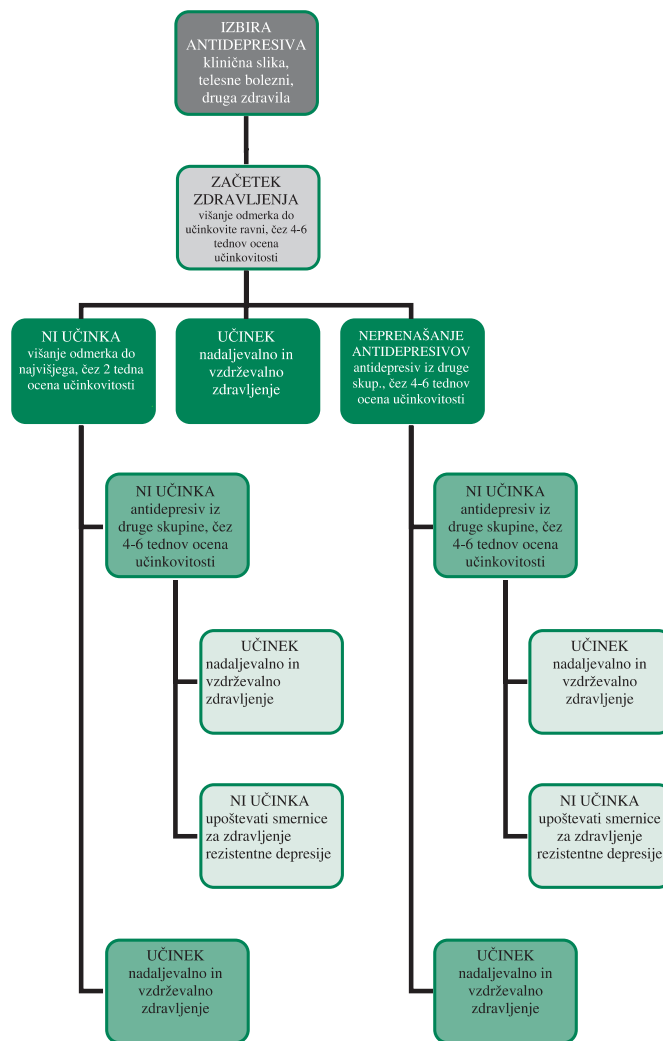 IZBIRA
ANTIDEPRESIVA
klinična slika,
telesne bolezni,
druga zdravila
ZAČETEK
ZDRAVLJENJA
višanje odmerka do
učinkovite ravni, čez 4-6
tednov ocena
učinkovitosti
NI UČINKA
višanje odmerka do
najvišjega, čez 2 tedna
ocena učinkovitosti
UČINEK
nadaljevalno in
vzdrževalno
zdravljenje
NEPRENAŠANJE
ANTIDEPRESIVOV
antidepresiv iz druge
skup., čez 4-6 tednov
ocena učinkovitosti
NI UČINKA
antidepresiv iz
druge skupine, čez
4-6 tednov ocena
učinkovitosti
NI UČINKA
antidepresiv iz
druge skupine, čez
4-6 tednov ocena
učinkovitosti
UČINEK
nadaljevalno in
vzdrževalno
zdravljenje
UČINEK
nadaljevalno in
vzdrževalno
zdravljenje
NI UČINKA
upoštevati smernice
za zdravljenje
rezistentne depresije
NI UČINKA
upoštevati smernice
za zdravljenje
rezistentne depresije
UČINEK
nadaljevalno in
vzdrževalno
zdravljenje
UČINEK
nadaljevalno in
vzdrževalno
zdravljenje